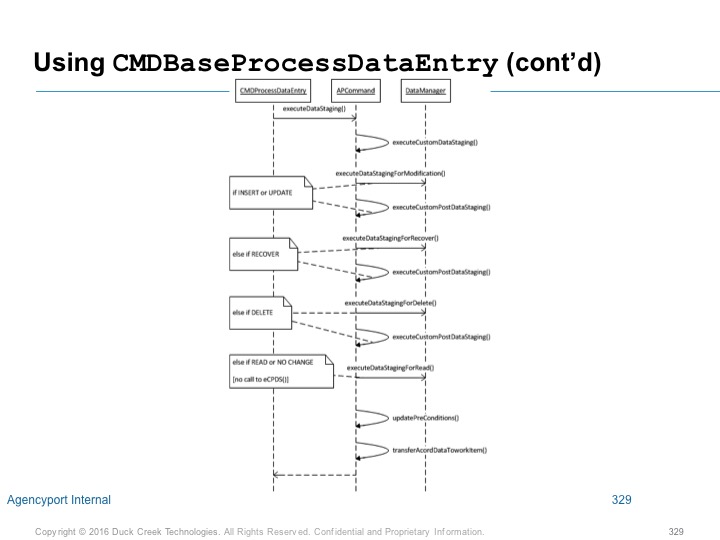 Using CMDBaseProcessDataEntry (cont’d)
CMDProcessDataEntry
APCommand
DataManager
executeDataStaging()
executeCustomDataStaging()
executeDataStagingForModification()
if INSERT or UPDATE
executeCustomPostDataStaging()
executeDataStagingForRecover()
else if RECOVER
executeCustomPostDataStaging()
executeDataStagingForDelete()
else if DELETE
executeCustomPostDataStaging()
else if READ or NO CHANGE
executeDataStagingForRead()
[no call to eCPDS()]
updatePreConditions()
transferAcordDataToworkItem()
Agencyport Internal
329
Copyright © 2016 Duck Creek Technologies. All Rights Reserved. Confidential and Proprietary Information.
329